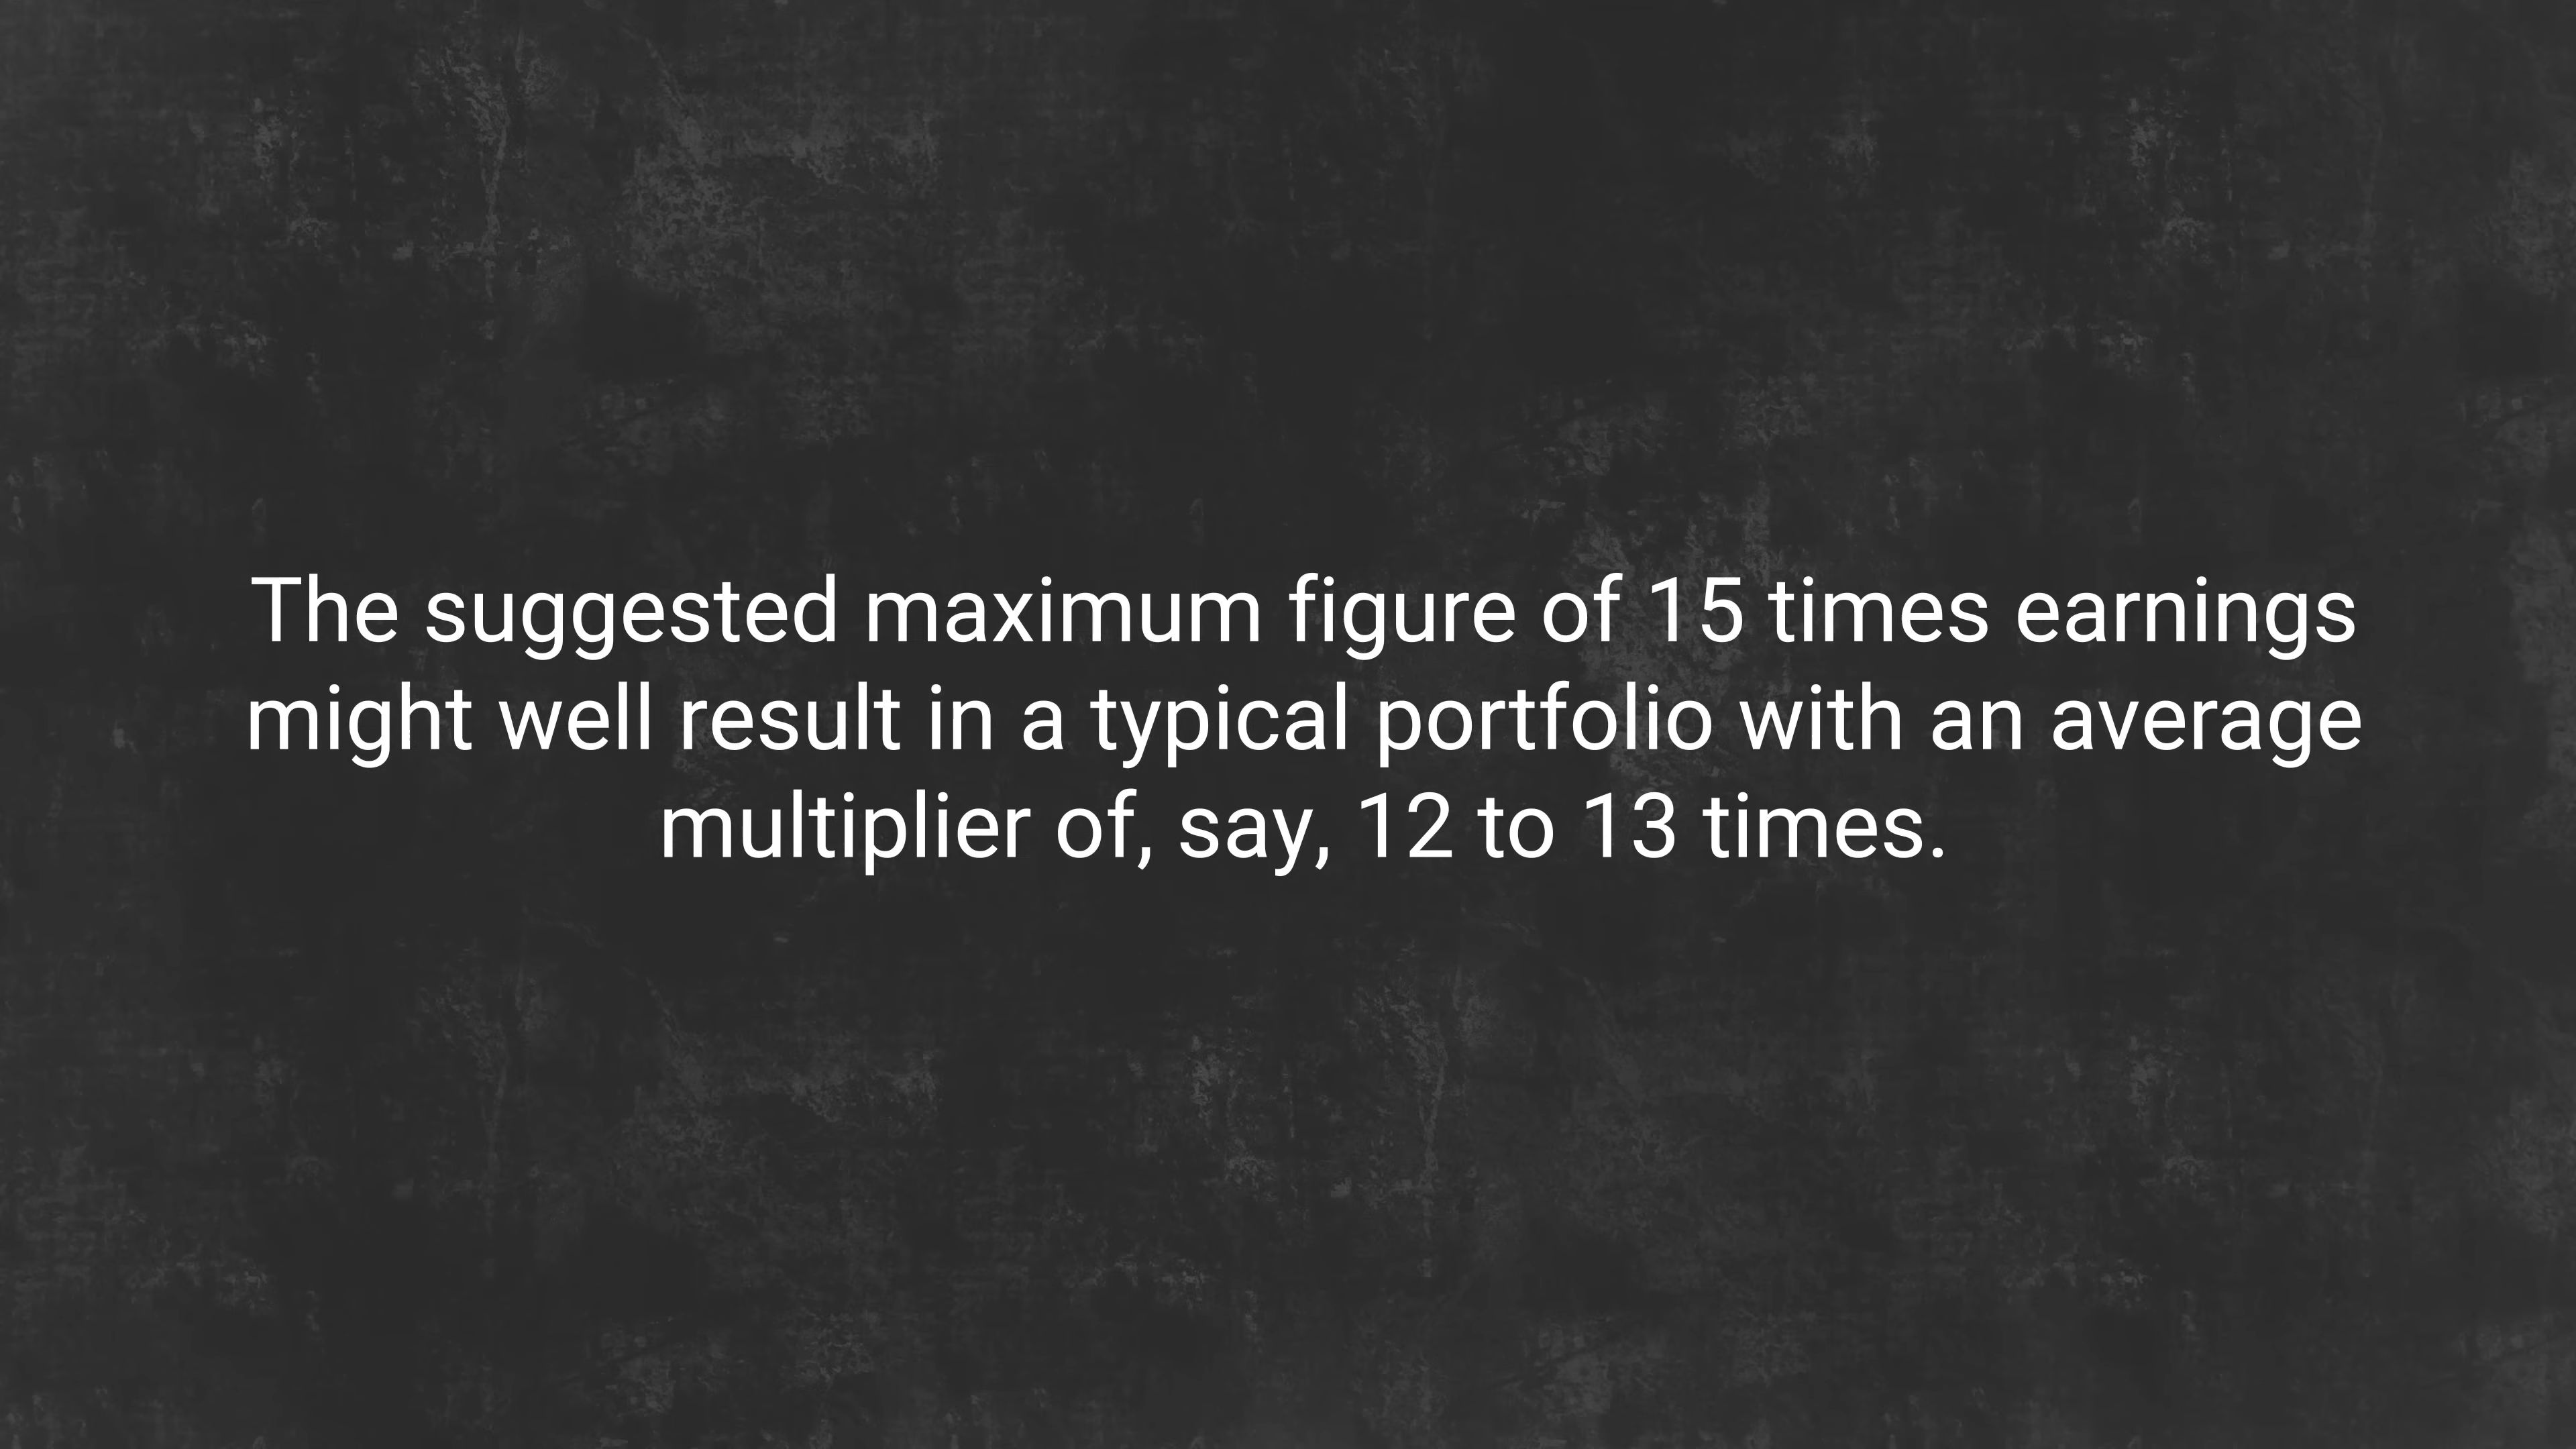 The suggested maximum figure of 15 times earnings
might well result in a typical portfolio with an average
multiplier of, say, 12 to 13 times.